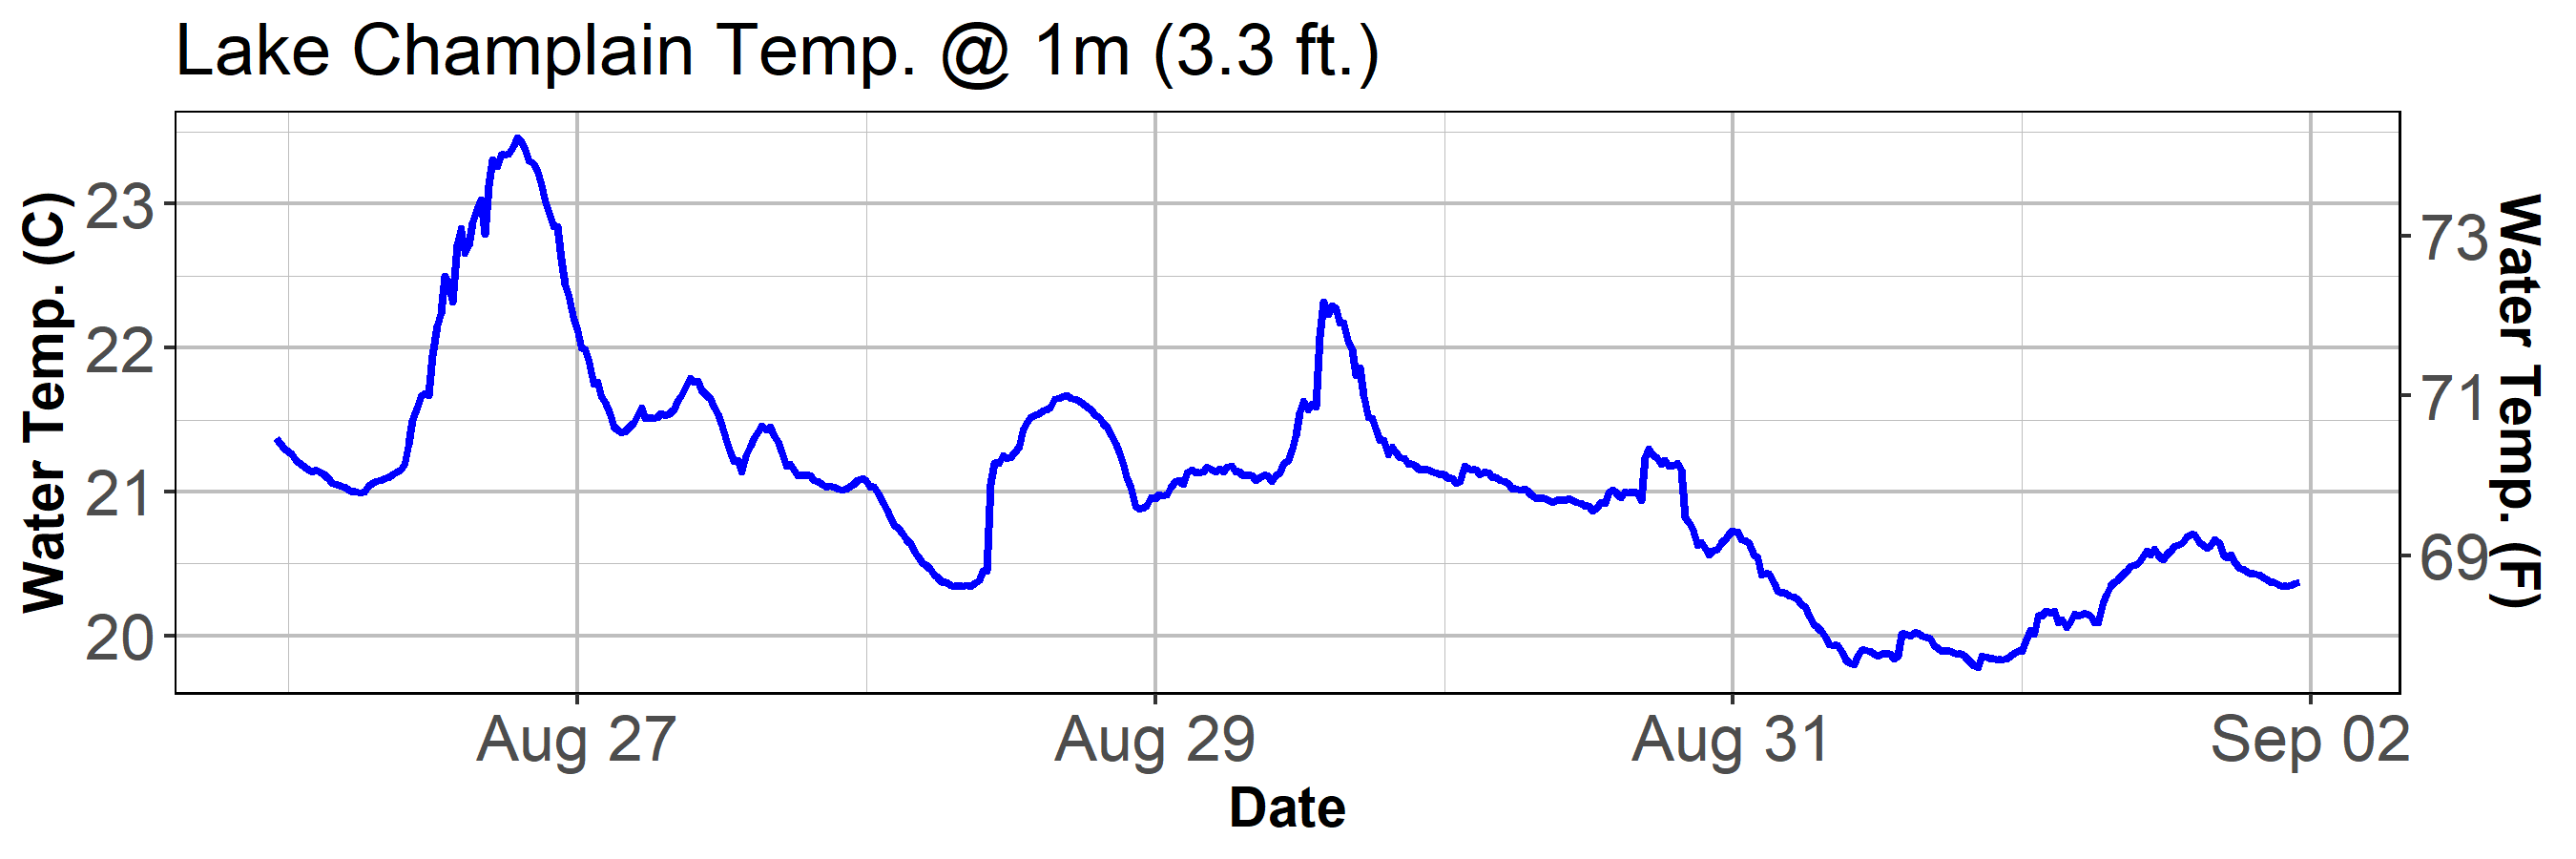 Lake Champlain Temp. @ 1m (3.3 ft.)
Water Temp. (C)
23
22
21
20
73
71
69
Water Temp. (F)
Aug 27
Aug 29
Aug 31
Sep 02
Date